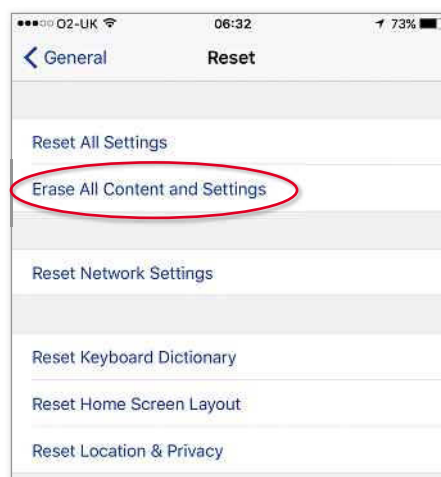 O2-UK 06:32 73%
General Reset
Reset All Settings
Erase All Content and Settings
Reset Network Settings
Reset Keyboard Dictionary
Reset Home Screen Layout
Reset Location & Privacy